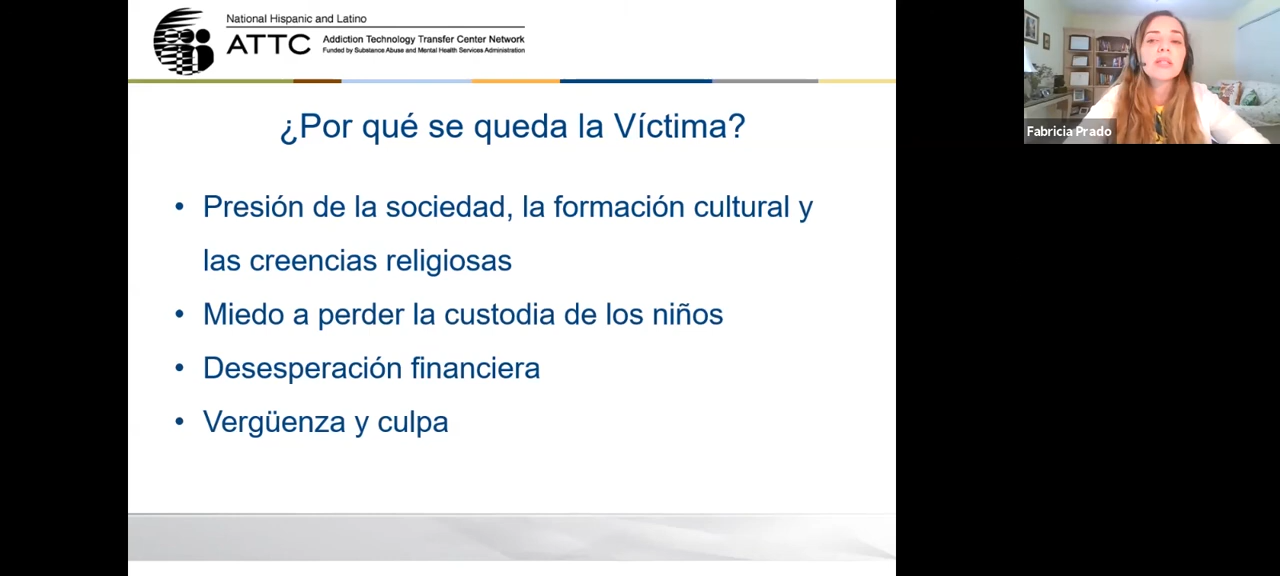 National Hispanic and Latino
ATTC
Addiction Technology Transfer Center Network
Funded by Substance Abuse and Mental Health Services Administration
¿Por qué se queda la Víctima?
• Presión de la sociedad, la formación cultural y
las creencias religiosas
• Miedo a perder la custodia de los niños
• Desesperación financiera
• Vergüenza y culpa
Fabricia Prado